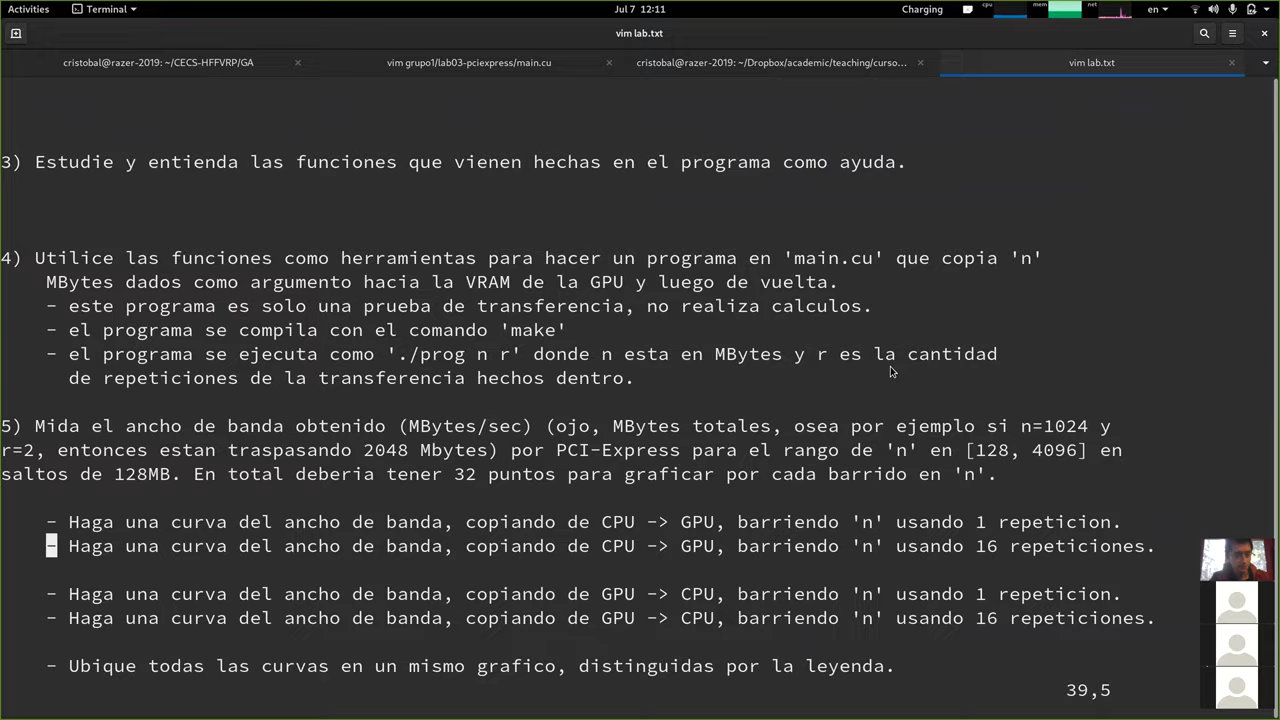 Activities Terminal Jul 7 12:11 Charging cpu mem net en
vim lab.txt
cristobal@razer-2019: ~/CECS-HFFVRP/GA vim grupo1/lab03-pciexpress/main.cu cristobal@razer-2019: ~/Dropbox/academic/teaching/curso… vim lab.txt
3) Estudie y entienda las funciones que vienen hechas en el programa como ayuda.
4) Utilice las funciones como herramientas para hacer un programa en 'main.cu' que copia 'n'
MBytes dados como argumento hacia la VRAM de la GPU y luego de vuelta.
- este programa es solo una prueba de transferencia, no realiza calculos.
- el programa se compila con el comando 'make'
- el programa se ejecuta como './prog n r' donde n esta en MBytes y r es la cantidad
de repeticiones de la transferencia hechos dentro.
5) Mida el ancho de banda obtenido (MBytes/sec) (ojo, MBytes totales, osea por ejemplo si n=1024 y
r=2, entonces estan traspasando 2048 Mbytes) por PCI-Express para el rango de 'n' en [128, 4096] en
saltos de 128MB. En total deberia tener 32 puntos para graficar por cada barrido en 'n'.
- Haga una curva del ancho de banda, copiando de CPU -> GPU, barriendo 'n' usando 1 repeticion.
- Haga una curva del ancho de banda, copiando de CPU -> GPU, barriendo 'n' usando 16 repeticiones.
- Haga una curva del ancho de banda, copiando de GPU -> CPU, barriendo 'n' usando 1 repeticion.
- Haga una curva del ancho de banda, copiando de GPU -> CPU, barriendo 'n' usando 16 repeticiones.
- Ubique todas las curvas en un mismo grafico, distinguidas por la leyenda.
39,5